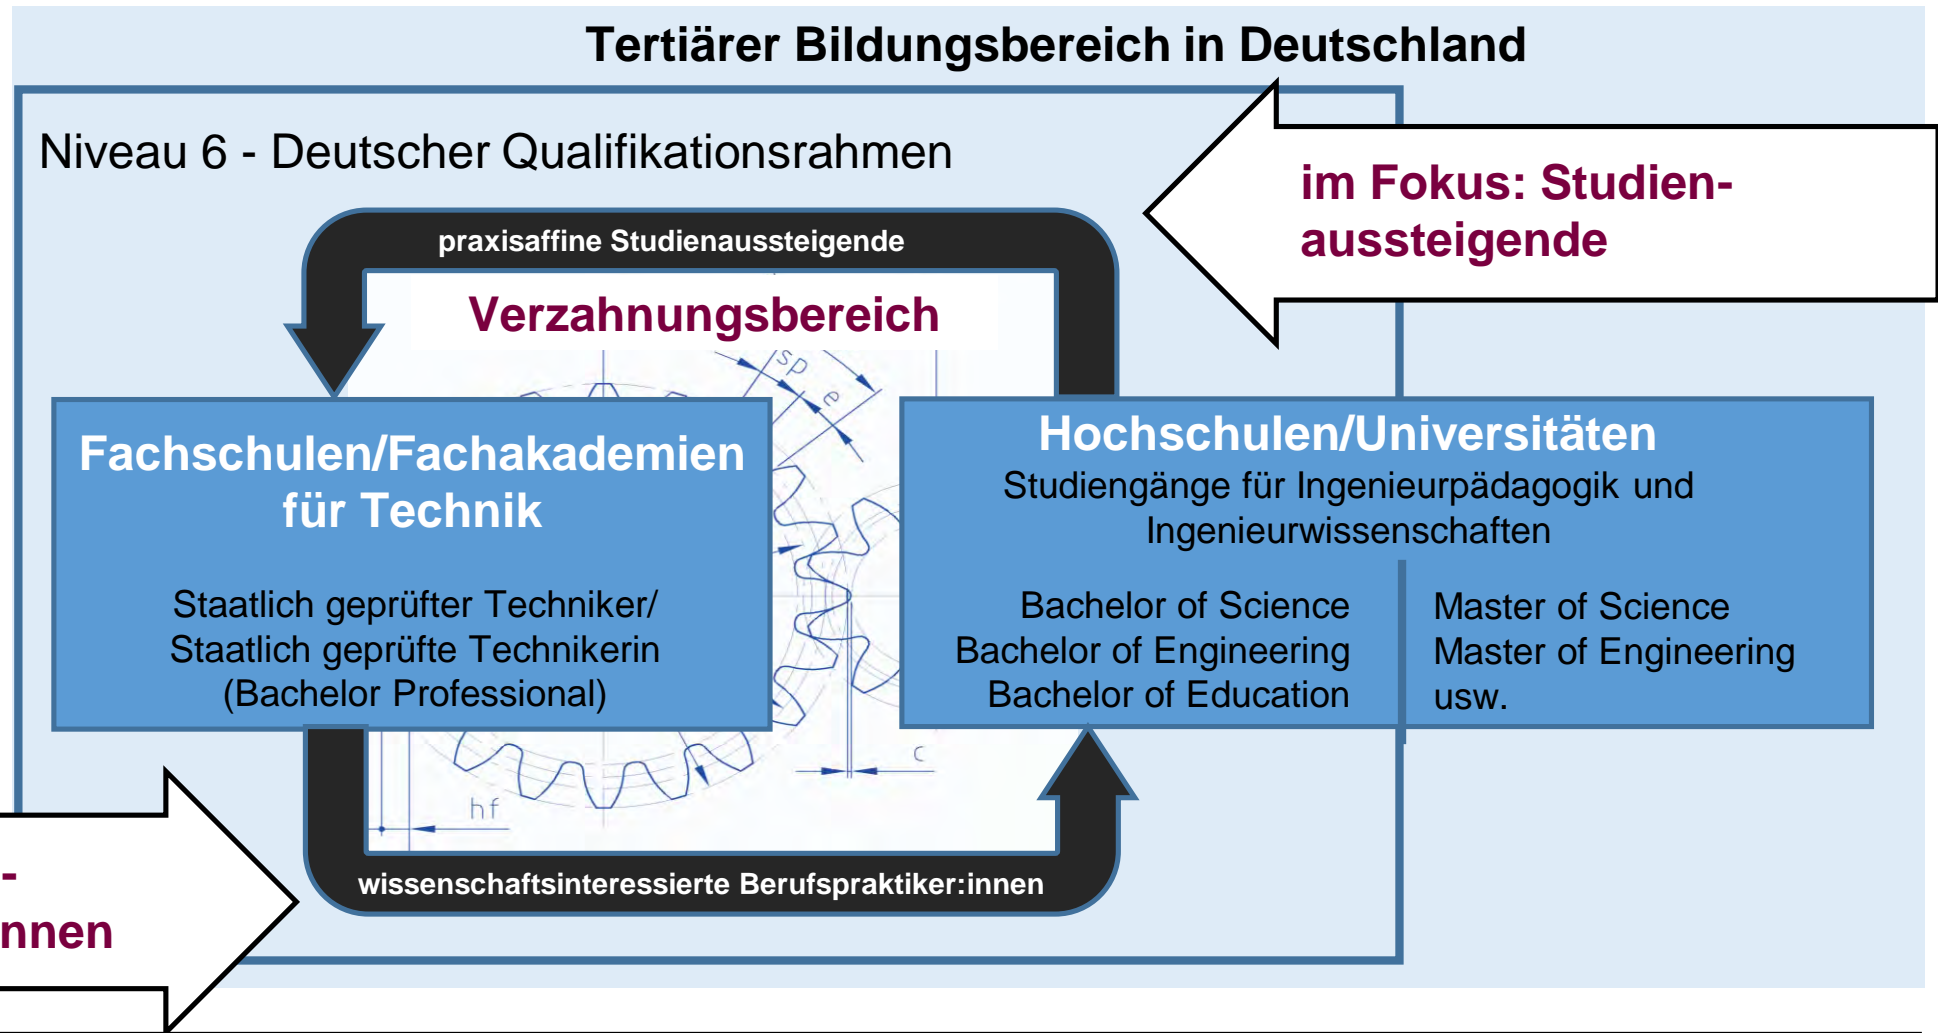 Tertiärer Bildungsbereich in Deutschland
Niveau 6 - Deutscher Qualifikationsrahmen
im Fokus: Studien-
aussteigende
praxisaffine Studienaussteigende
Verzahnungsbereich
sp
e
Fachschulen/Fachakademien
für Technik
Staatlich geprüfter Techniker/
Staatlich geprüfte Technikerin
(Bachelor Professional)
Hochschulen/Universitäten
Studiengänge für Ingenieurpädagogik und
Ingenieurwissenschaften
Bachelor of Science
Bachelor of Engineering
Bachelor of Education
Master of Science
Master of Engineering
usw.
c
hf
wissenschaftsinteressierte Berufspraktiker:innen
-
nnen